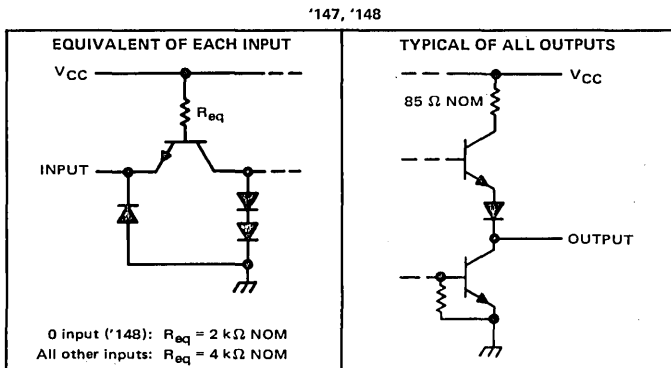 '147, '148
EQUIVALENT OF EACH INPUT
VCC
Req
INPUT
0 input ('148): Req = 2 kΩ NOM
All other inputs: Req = 4 kΩ NOM
TYPICAL OF ALL OUTPUTS
VCC
85 Ω NOM
OUTPUT